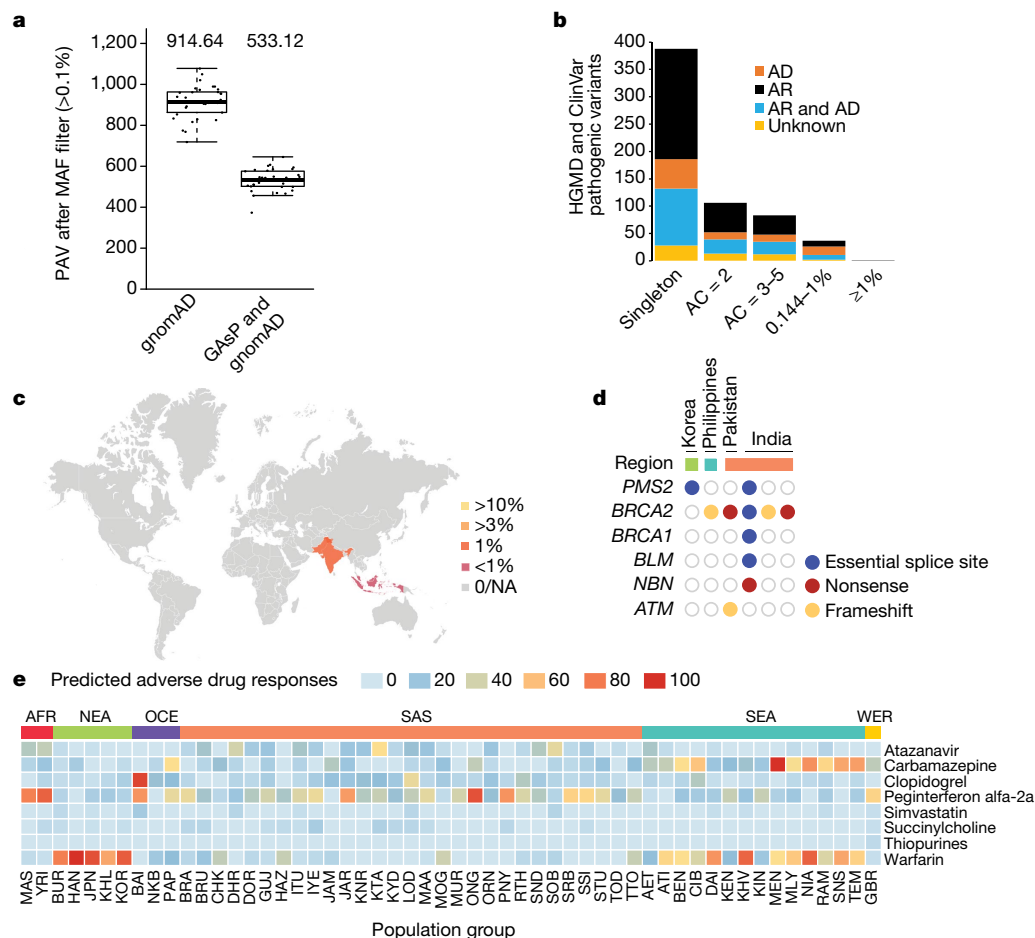 a
PAV after MAF filter (>0.1%)
1,200
1,000
800
600
400
200
0
914.64 533.12
gnomAD
GAsP and
gnomAD
b
HGMD and ClinVar
pathogenic variants
400
350
300
250
200
150
100
50
0
AD
AR
AR and AD
Unknown
Singleton
AC = 2
AC = 3–5
0.144–1%
≥1%
c
>10%
>3%
1%
<1%
0/NA
d
Korea
Philippines
Pakistan
India
Region
PMS2
BRCA2
BRCA1
BLM
NBN
ATM
Essential splice site
Nonsense
Frameshift
e
Predicted adverse drug responses 0 20 40 60 80 100
AFR NEA OCE SAS SEA WER
Atazanavir
Carbamazepine
Clopidogrel
Peginterferon alfa-2a
Simvastatin
Succinylcholine
Thiopurines
Warfarin
MAS YRI BUR HAN JPN KHL KOR BAI NKB PAP BRA BRU CHK DHR DOR GUJ HAZ ITU IYE JAM JAR KNR KTA KYD LOD MAA MOG MUR ONG ORN PNY RTH SND SOB SRB SSI STU TOD TTO AET ATI BEN CIB DAI KEN KHV KIN MEN MLY NIA RAM SNS TEM GBR
Population group